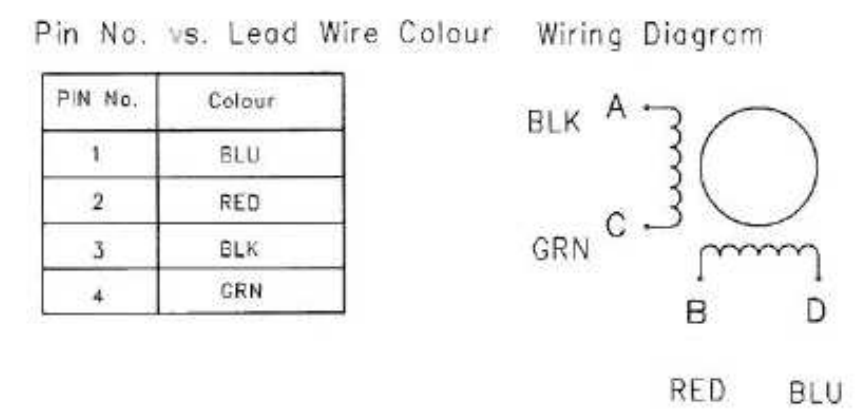 Pin No. vs. Lead Wire Colour
PIN No. Colour
1 BLU
2 RED
3 BLK
4 GRN
Wiring Diagram
BLK A
GRN C
B D
RED BLU